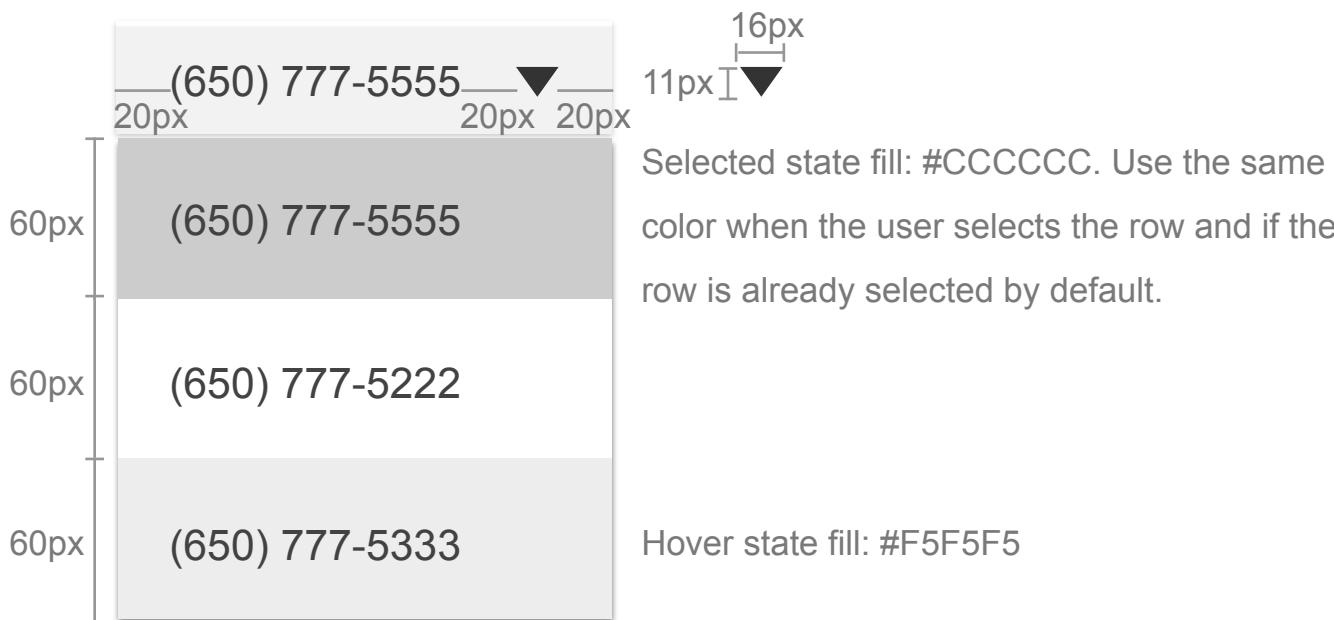 16px
(650) 777-5555
11px
20px 20px 20px
Selected state fill: #CCCCCC. Use the same
60px
(650) 777-5555
color when the user selects the row and if the
row is already selected by default.
60px
(650) 777-5222
60px
(650) 777-5333
Hover state fill: #F5F5F5